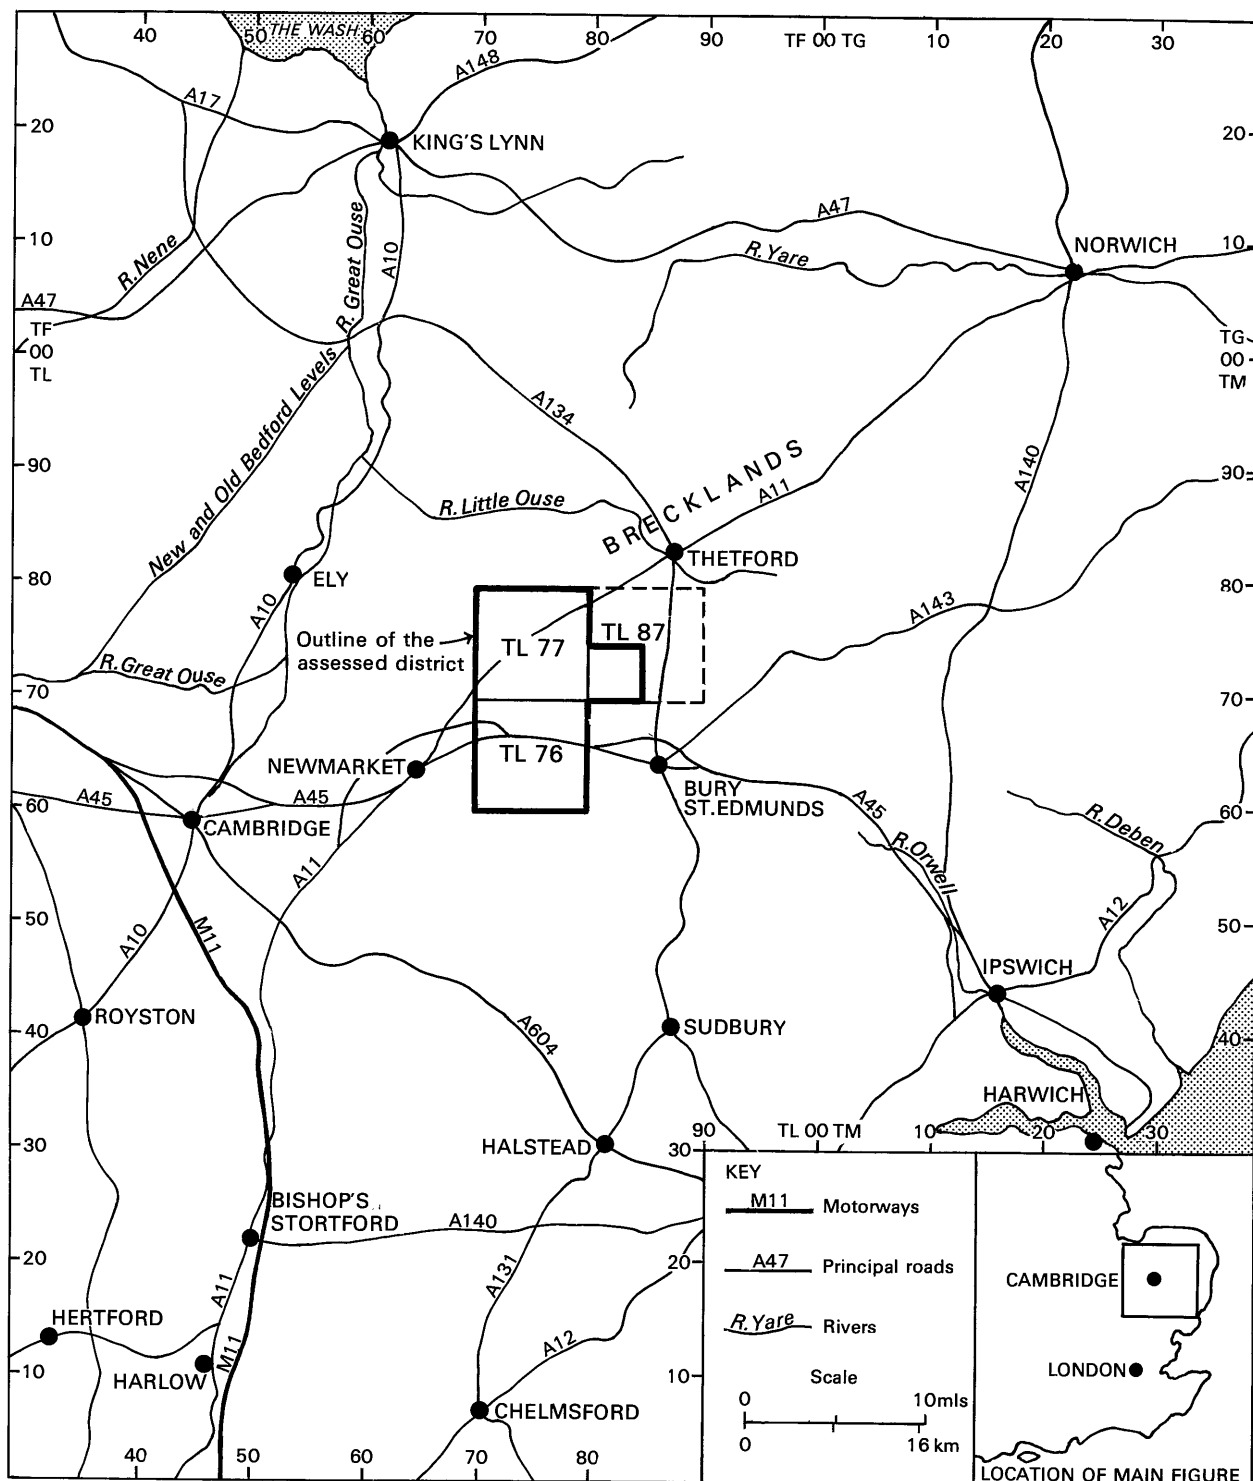 40
50
THE WASH
60
70
80
90
TF 00 TG
10
20
30
A148
A17
20
20
KING'S LYNN
A47
10
R.Nene
R. Great Ouse
A10
R.Yare
NORWICH
10
A47
TF
00
TL
TG
00
TM
New and Old Bedford Levels
A134
BRECKLANDS
90
R.Little Ouse
A11
A140
30
THETFORD
80
ELY
80
A10
A143
Outline of the
assessed district
TL 77
TL 87
R.Great Ouse
70
70
NEWMARKET
TL 76
BURY
ST.EDMUNDS
A45
A45
A45
60
60
CAMBRIDGE
R.Deben
R.Orwell
A11
50
A10
M11
A12
50
IPSWICH
ROYSTON
A604
SUDBURY
40
40
HARWICH
30
HALSTEAD
30
90
TL 00 TM
10
20
30
BISHOP'S
STORTFORD
A140
KEY
M11
Motorways
20
A11
A131
20
A47
Principal roads
CAMBRIDGE
HERTFORD
A12
R.Yare
Rivers
M11
10
HARLOW
10
Scale
LONDON
0
10mls
CHELMSFORD
0
16 km
40
50
60
70
80
LOCATION OF MAIN FIGURE